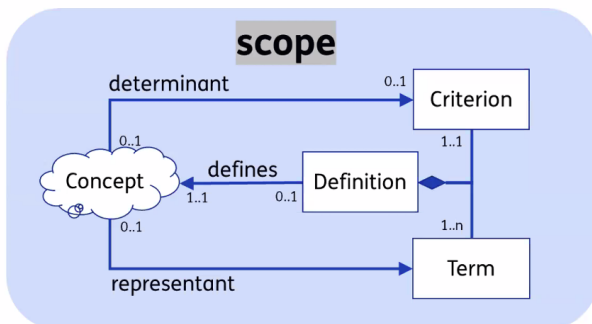 scope
determinant
0..1
Criterion
0..1
1..1
Concept
defines
Definition
1..1
0..1
0..1
1..n
Term
representant